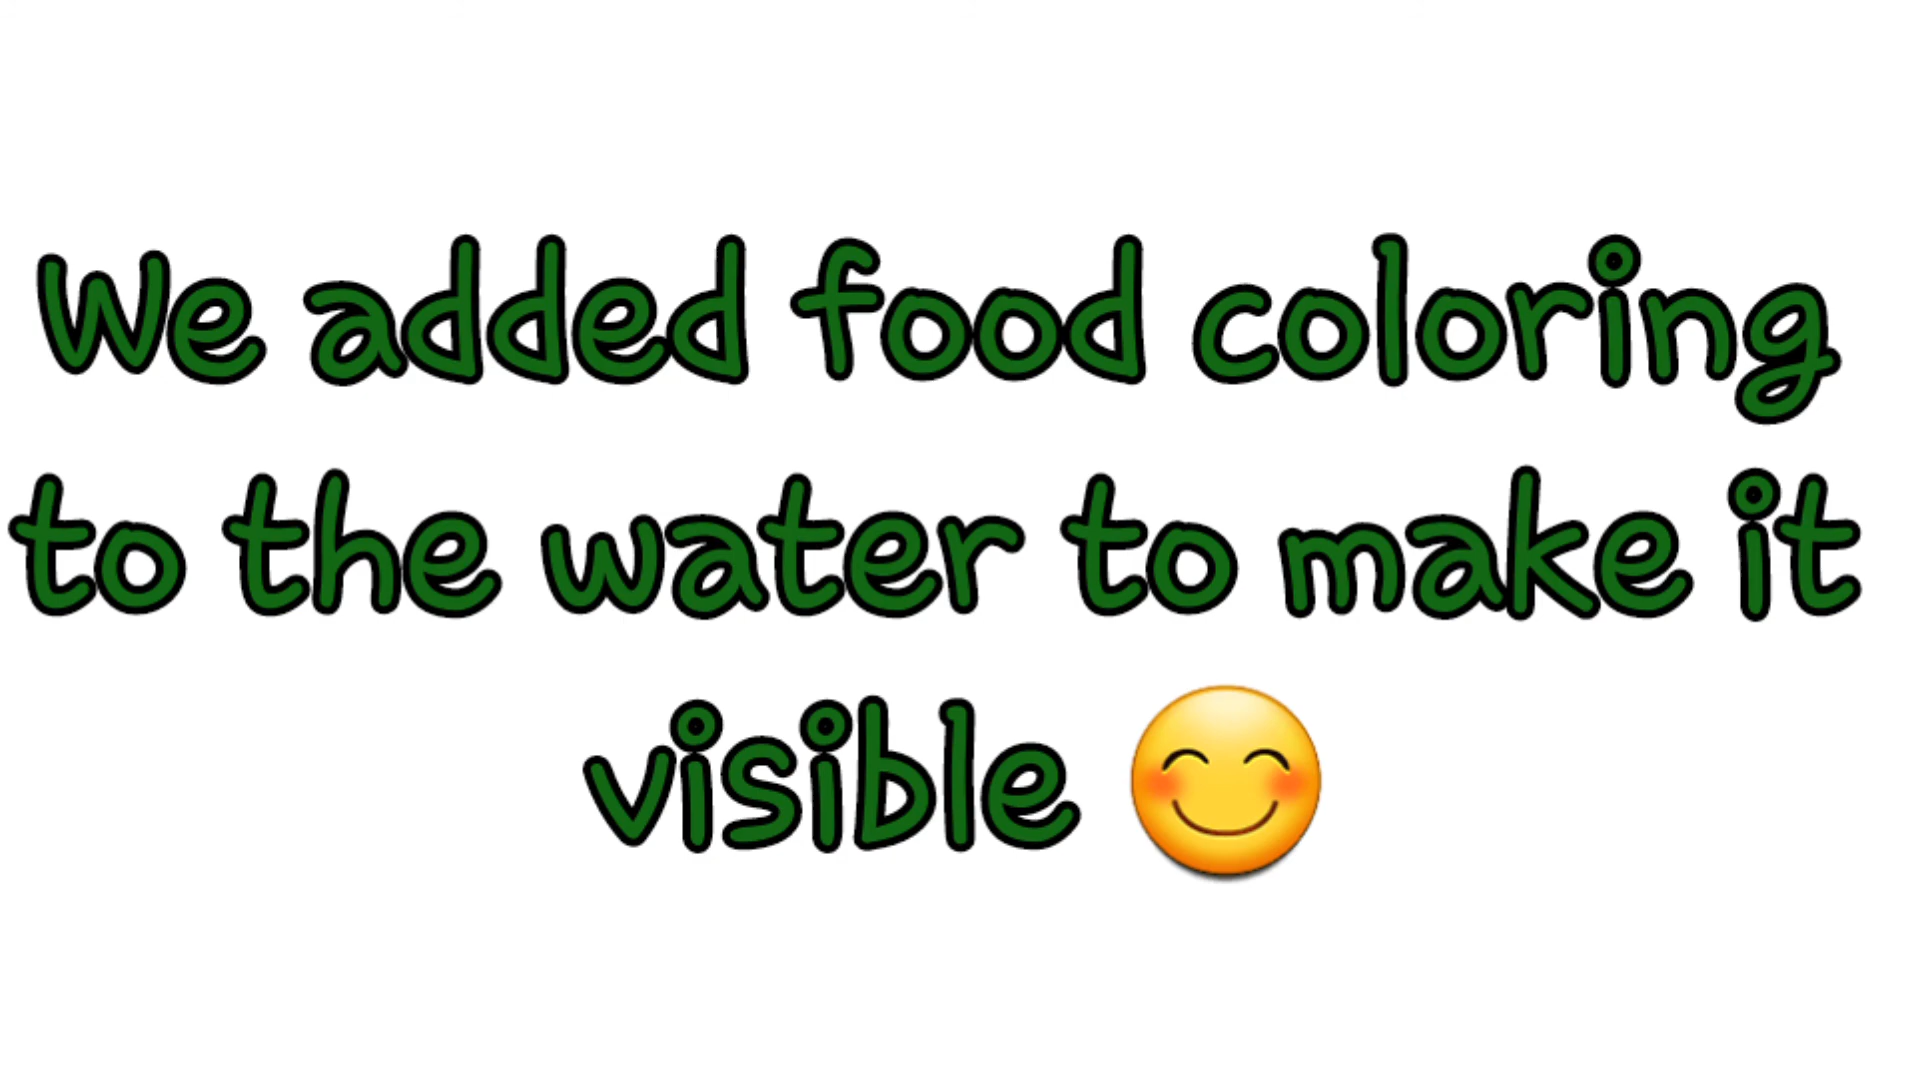 We added food coloring
to the water to make it
visible 😊